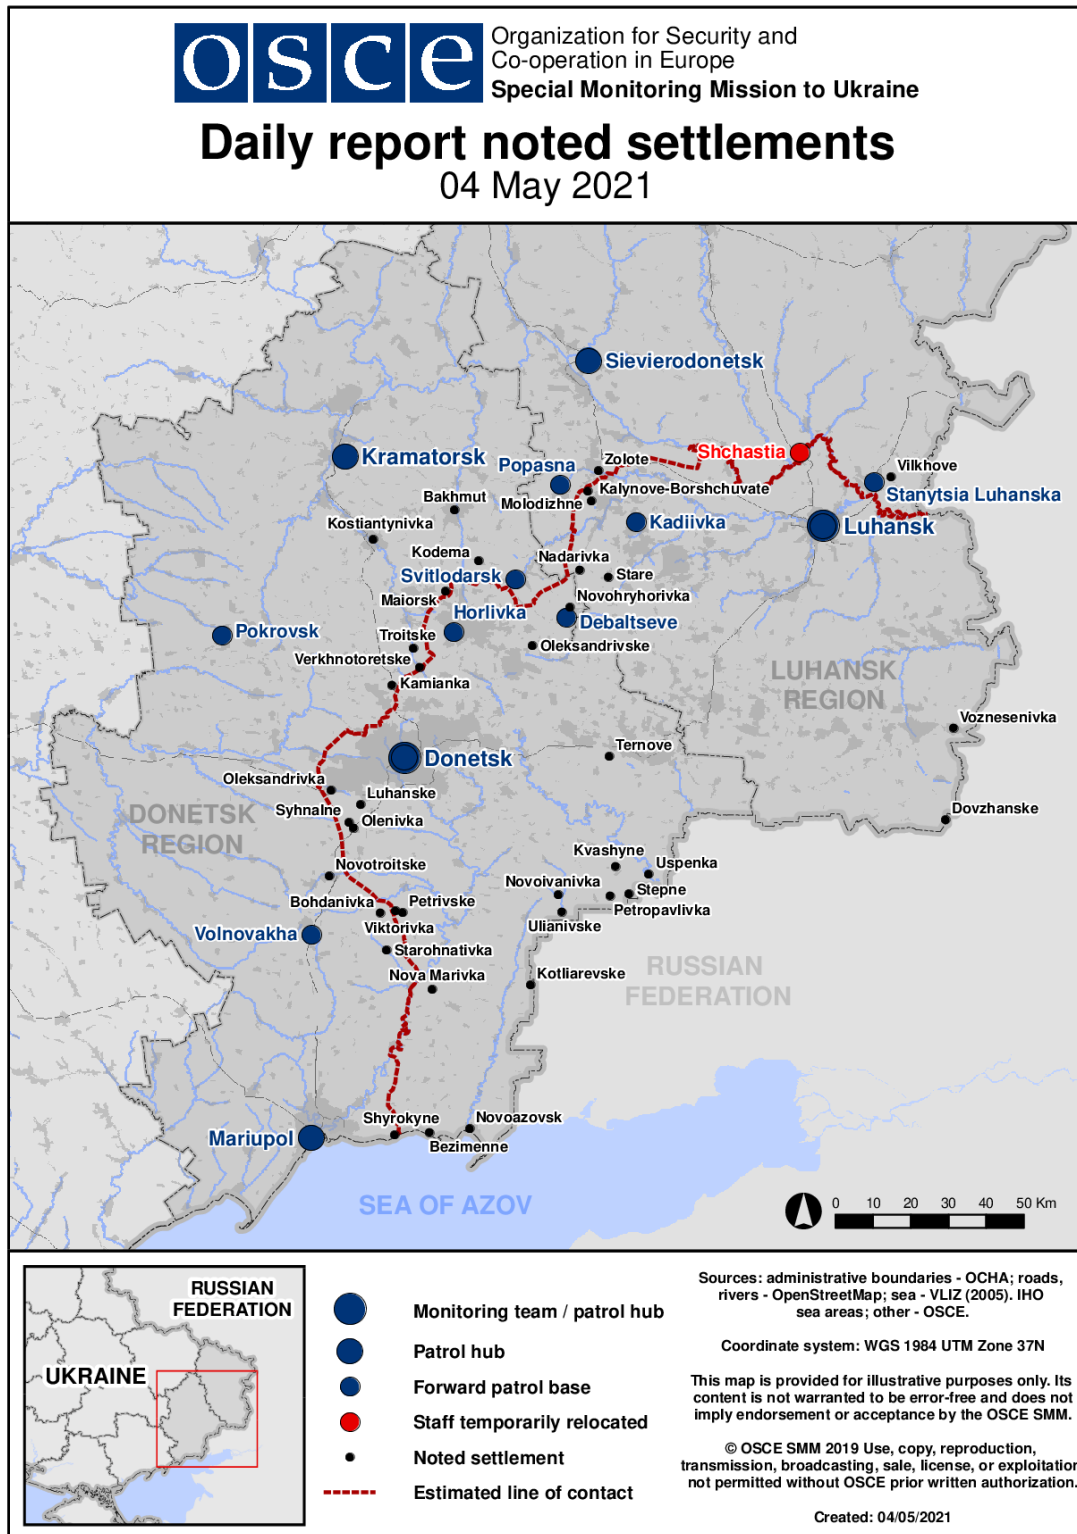 osce
Organization for Security and
Co-operation in Europe
Special Monitoring Mission to Ukraine
Daily report noted settlements
04 May 2021
Sievierodonetsk
Shchastia
Kramatorsk
Popasna
Zolote
Vilkhove
Kalynove-Borshchuvate
Stanytsia Luhanska
Bakhmut
Molodizhne
Kostiantynivka
Kadiivka
Luhansk
Kodema
Nadarivka
Svitlodarsk
Stare
Maiorsk
Novohryhorivka
Horlivka
Debaltseve
Pokrovsk
Troitske
Oleksandrivske
Verkhnotoretske
Kamianka
LUHANSK
REGION
Voznesenivka
Ternove
Donetsk
Oleksandrivka
Luhanske
DONETSK
REGION
Syhnalne
Olenivka
Dovzhanske
Kvashyne
Uspenka
Novotroitske
Novoivanivka
Stepne
Bohdanivka
Petrivske
Petropavlivka
Viktorivka
Ulianivske
Volnovakha
Starohnativka
Nova Marivka
Kotliarevske
RUSSIAN
FEDERATION
Shyrokyne
Novoazovsk
Mariupol
Bezimenne
SEA OF AZOV
0 10 20 30 40 50 Km
RUSSIAN
FEDERATION
UKRAINE
Monitoring team / patrol hub
Patrol hub
Forward patrol base
Staff temporarily relocated
Noted settlement
Estimated line of contact
Sources: administrative boundaries - OCHA; roads,
rivers - OpenStreetMap; sea - VLIZ (2005). IHO
sea areas; other - OSCE.
Coordinate system: WGS 1984 UTM Zone 37N
This map is provided for illustrative purposes only. Its
content is not warranted to be error-free and does not
imply endorsement or acceptance by the OSCE SMM.
© OSCE SMM 2019 Use, copy, reproduction,
transmission, broadcasting, sale, license, or exploitation
not permitted without OSCE prior written authorization.
Created: 04/05/2021